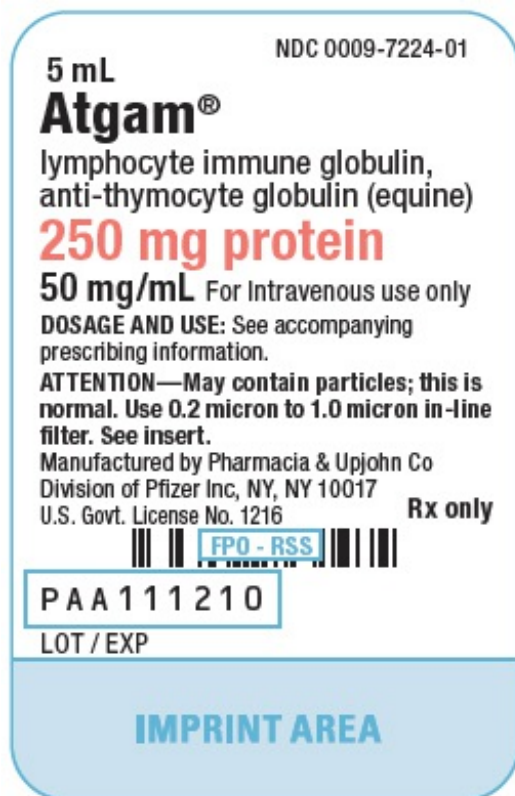 NDC 0009-7224-01
5 mL
Atgam®
lymphocyte immune globulin,
anti-thymocyte globulin (equine)
250 mg protein
50 mg/mL For Intravenous use only
DOSAGE AND USE: See accompanying
prescribing information.
ATTENTION—May contain particles; this is
normal. Use 0.2 micron to 1.0 micron in-line
filter. See insert.
Manufactured by Pharmacia & Upjohn Co
Division of Pfizer Inc, NY, NY 10017
U.S. Govt. License No. 1216
Rx only
FPO - RSS
PAA111210
LOT / EXP
IMPRINT AREA